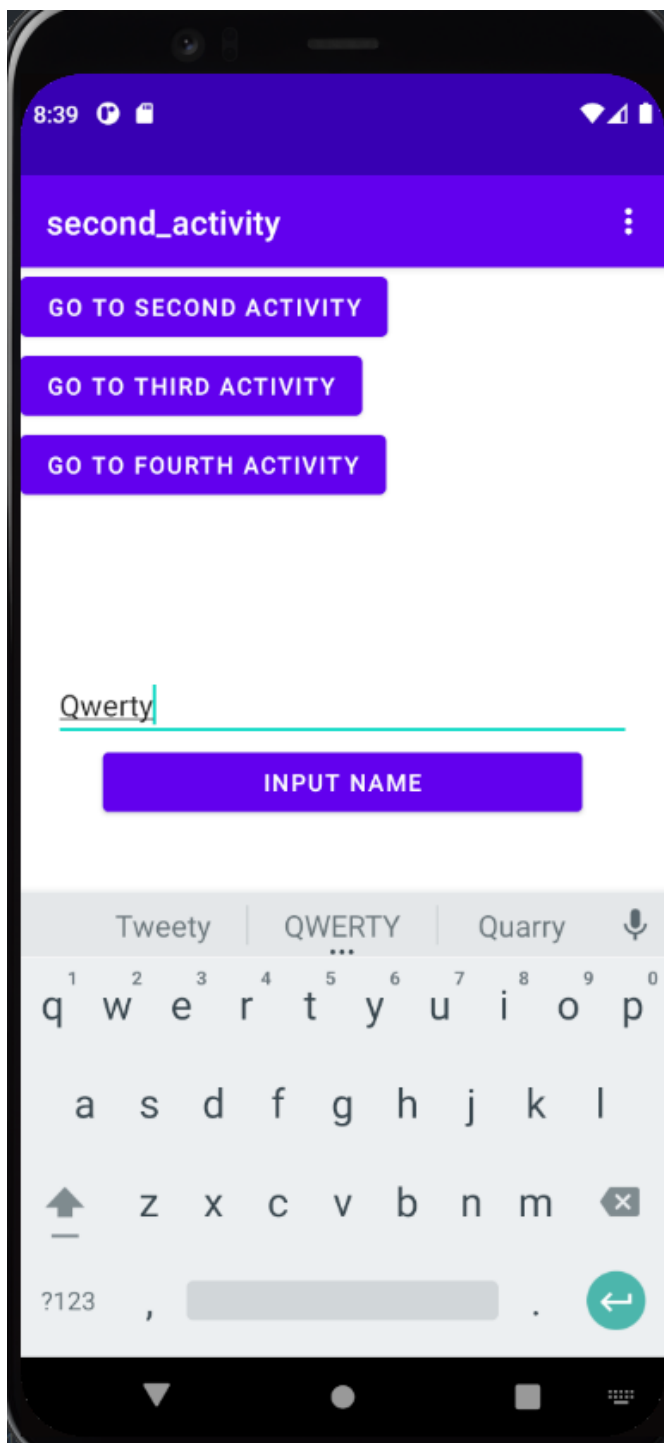 8:39
second_activity
GO TO SECOND ACTIVITY
GO TO THIRD ACTIVITY
GO TO FOURTH ACTIVITY
Qwerty
INPUT NAME
Tweety QWERTY Quarry
1 2 3 4 5 6 7 8 9 0
q w e r t y u i o p
a s d f g h j k l
z x c v b n m
?123 , .